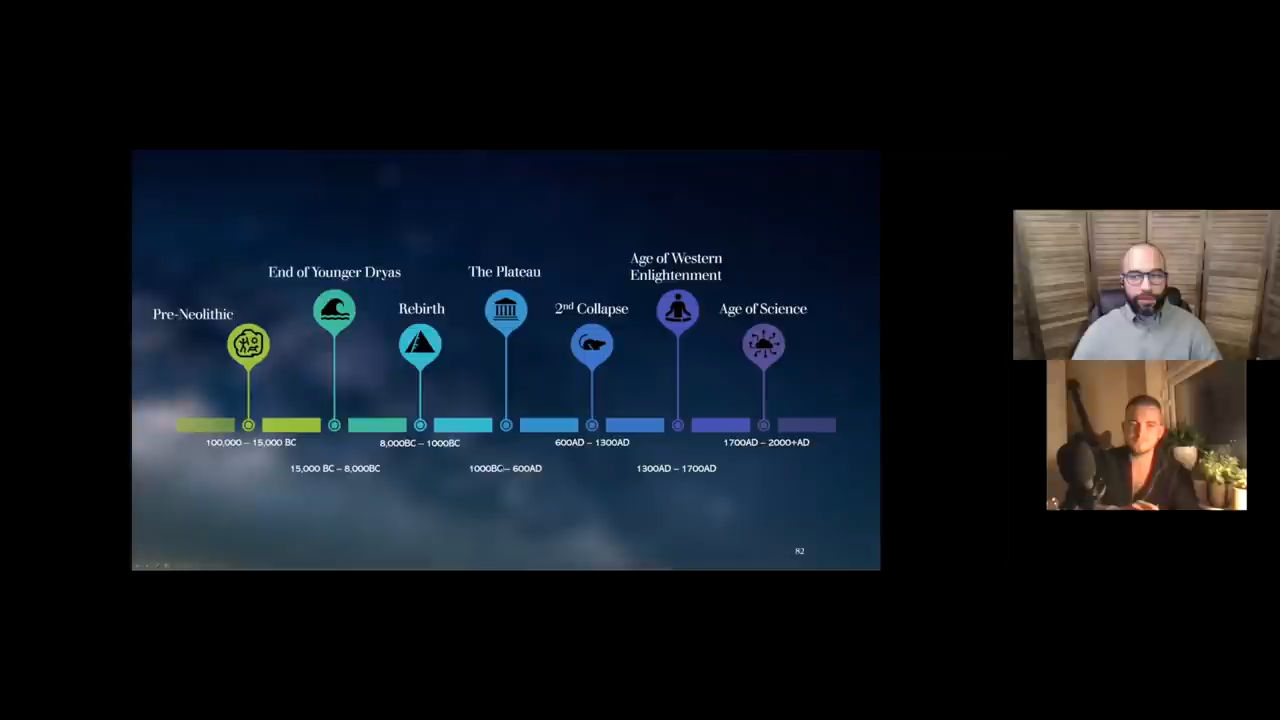 Age of Western
Enlightenment
End of Younger Dryas
The Plateau
Pre-Neolithic
Rebirth
2nd Collapse
Age of Science
100,000 – 15,000 BC
8,000BC – 1000BC
600AD – 1300AD
1700AD – 2000+AD
15,000 BC – 8,000BC
1000BC – 600AD
1300AD – 1700AD
82